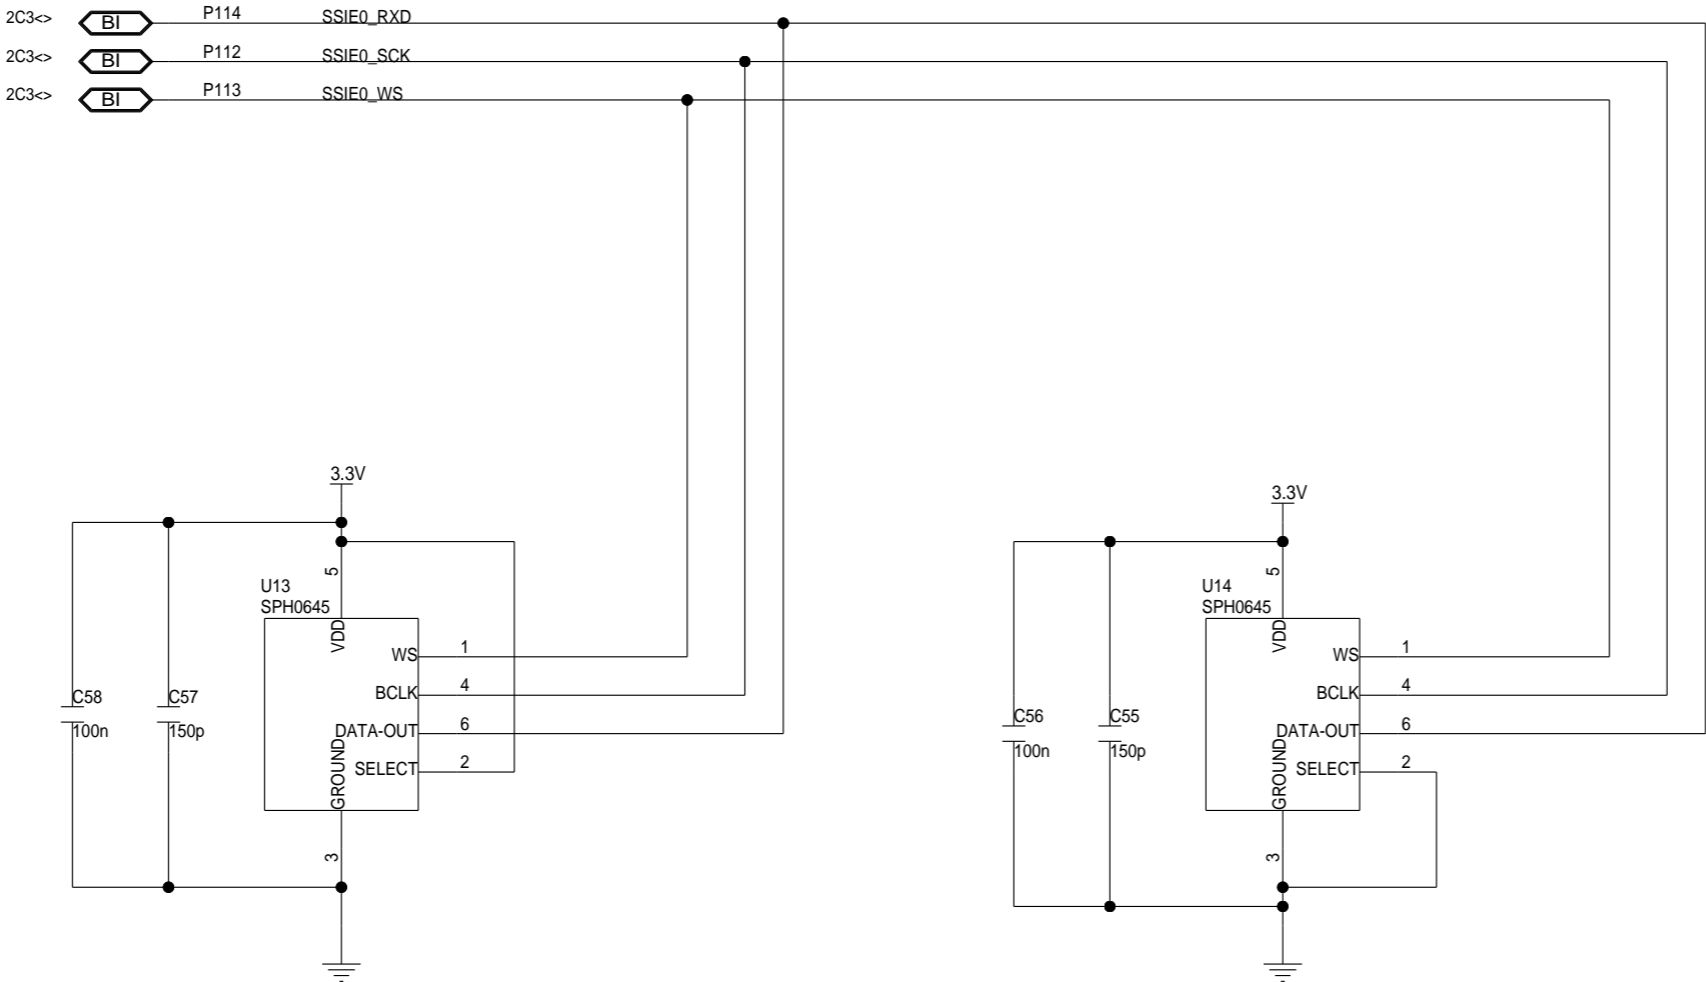 2C3<> BI P114 SSIE0_RXD
2C3<> BI P112 SSIE0_SCK
2C3<> BI P113 SSIE0_WS
3.3V
5
U13
SPH0645
VDD
WS 1
BCLK 4
DATA-OUT 6
SELECT 2
GROUND
3
C58
100n
C57
150p
3.3V
5
U14
SPH0645
VDD
WS 1
BCLK 4
DATA-OUT 6
SELECT 2
GROUND
3
C56
100n
C55
150p